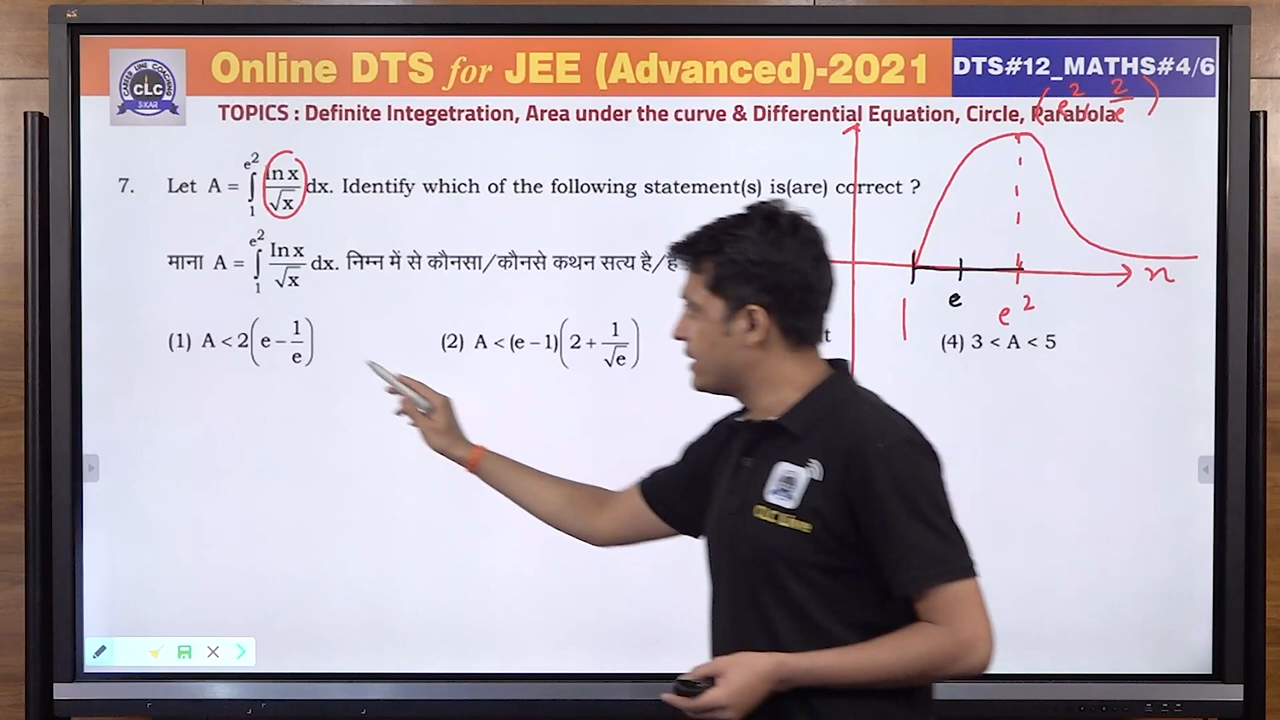 Online DTS for JEE (Advanced)-2021
DTS#12_MATHS#4/6
CAREER LINE COACHING
CLC
SIKAR
TOPICS : Definite Integetration, Area under the curve & Differential Equation, Circle, Parabola
(e², 2/e)
7. Let A = ∫₁^(e²) (ln x)/(√x) dx. Identify which of the following statement(s) is(are) correct ?
माना A = ∫₁^(e²) (In x)/(√x) dx. निम्न में से कौनसा/कौनसे कथन सत्य है/है
x
1
e
e²
(1) A < 2(e − 1/e)
(2) A < (e − 1)(2 + 1/√e)
(4) 3 < A < 5